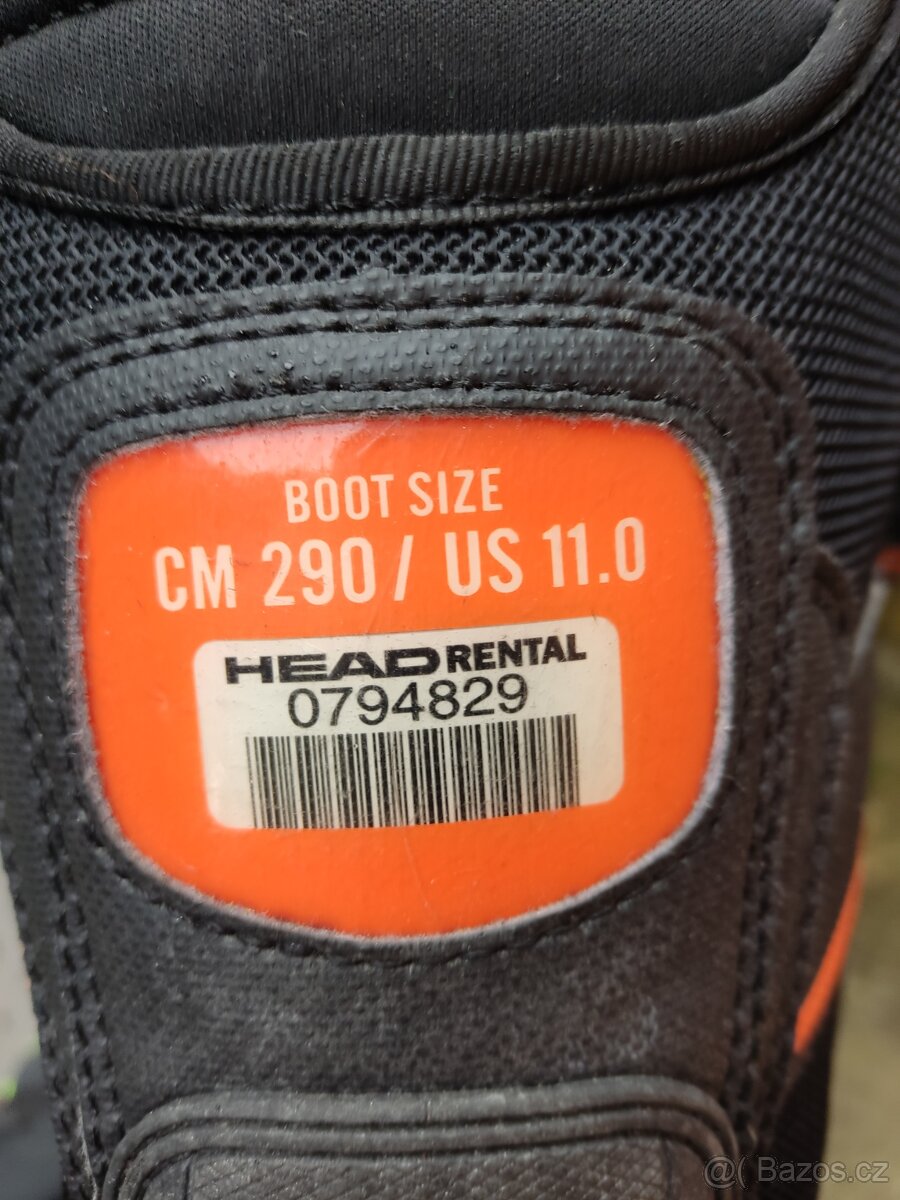 BOOT SIZE
CM 290 / US 11.0
HEAD RENTAL
0794829
@( Bazos.cz